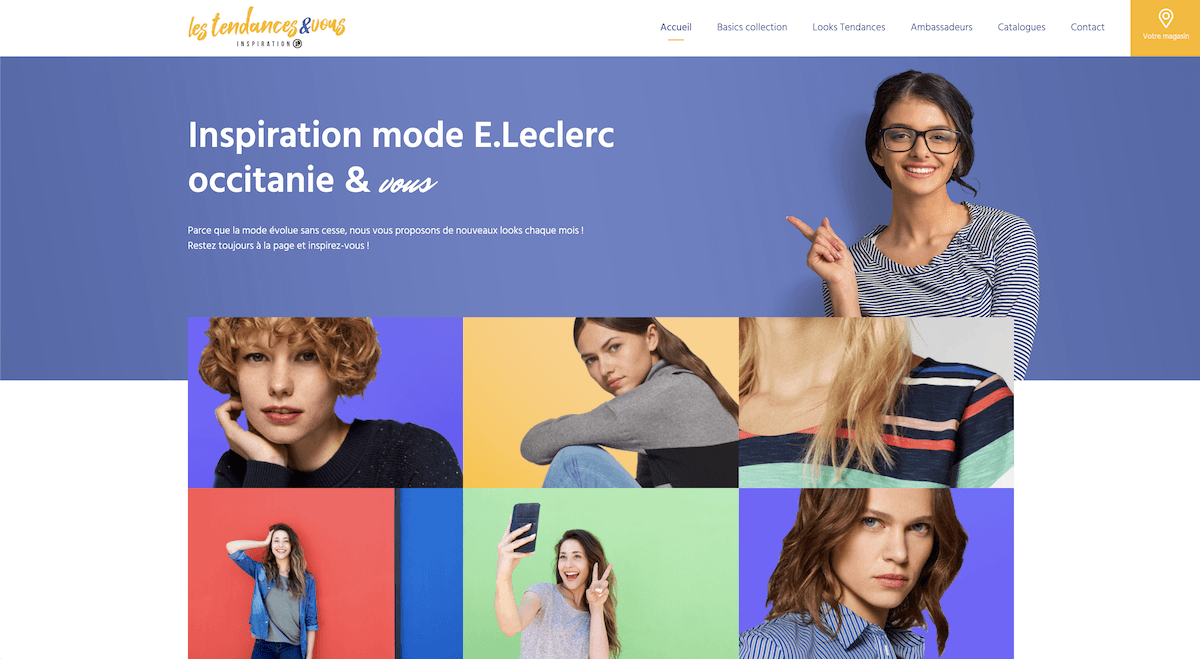 les tendances&vous
INSPIRATION
Accueil
Basics collection
Looks Tendances
Ambassadeurs
Catalogues
Contact
Votre magasin
Inspiration mode E.Leclerc
occitanie & vous
Parce que la mode évolue sans cesse, nous vous proposons de nouveaux looks chaque mois !
Restez toujours à la page et inspirez-vous !